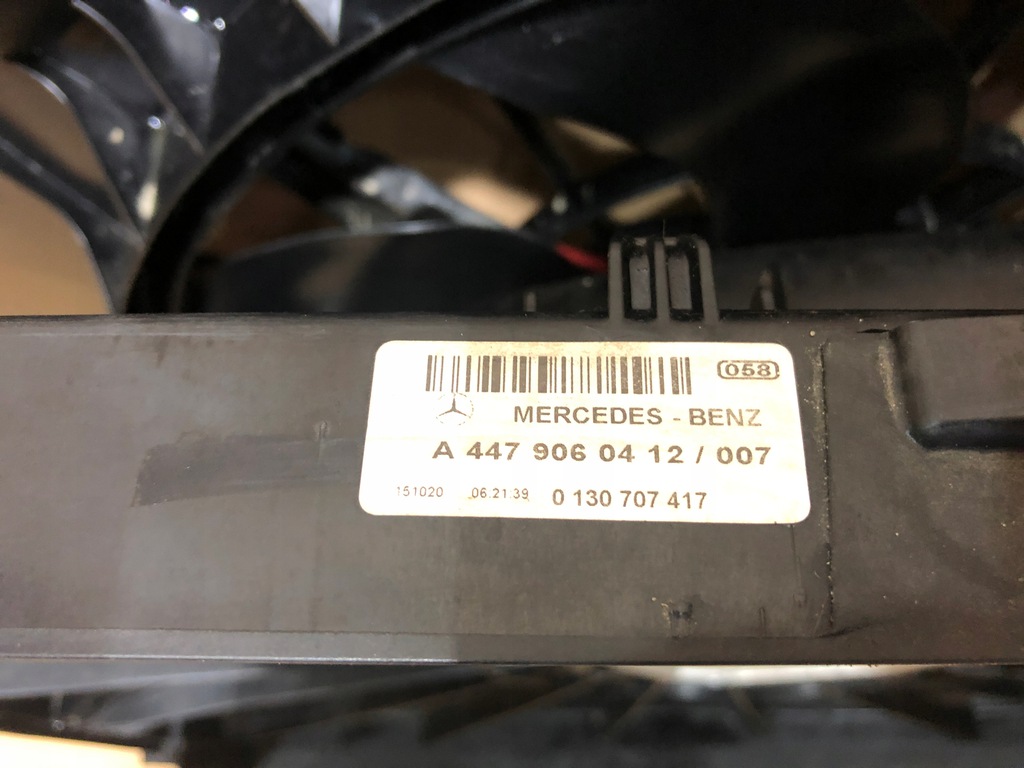 058
MERCEDES - BENZ
A 447 906 04 12 / 007
151020 06.21.39 0 130 707 417